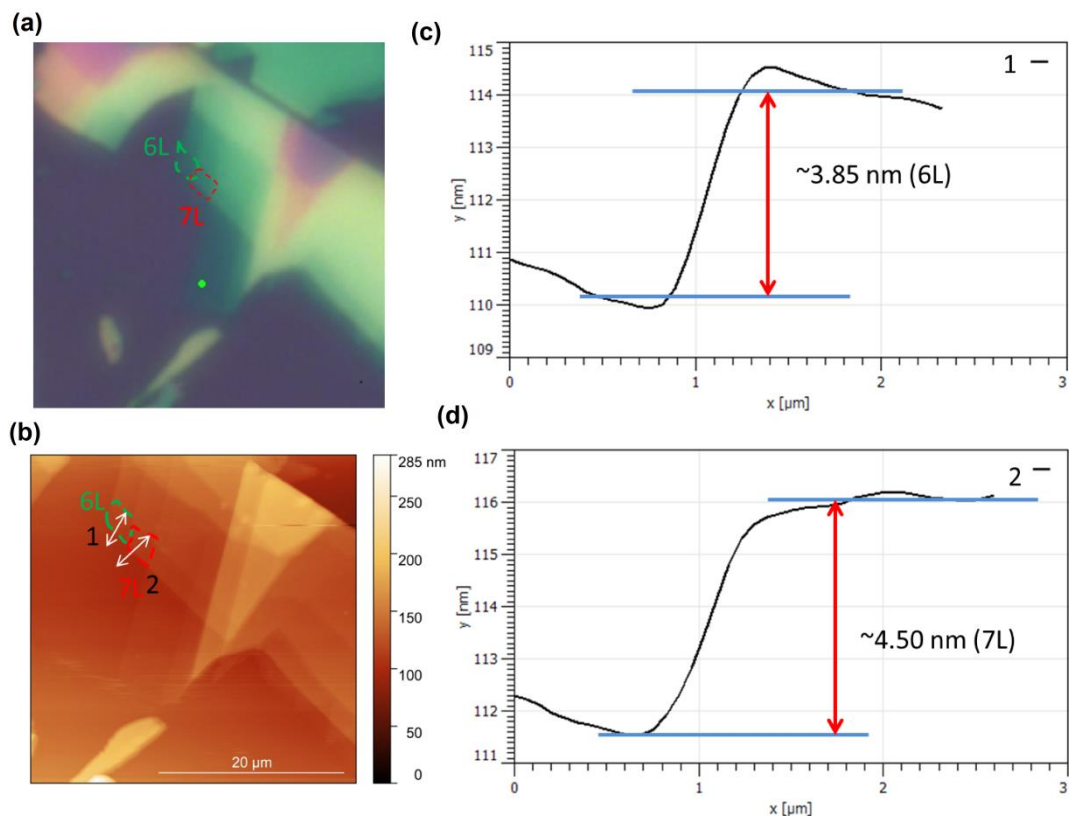 (a)
6L
7L
(b)
6L
1
7L
2
20 µm
285 nm
250
200
150
100
50
0
(c)
115
114
113
112
111
110
109
y [nm]
1
~3.85 nm (6L)
0
1
2
3
x [µm]
(d)
117
116
115
114
113
112
111
y [nm]
2
~4.50 nm (7L)
0
1
2
3
x [µm]